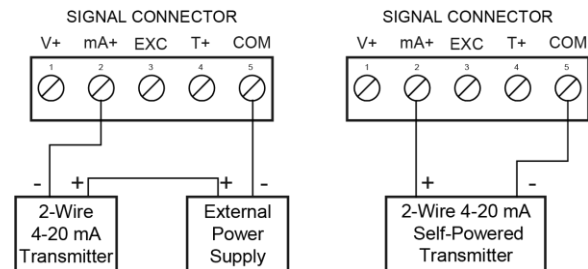 SIGNAL CONNECTOR
V+ mA+ EXC T+ COM
1 2 3 4 5
- + + -
2-Wire
4-20 mA
Transmitter
External
Power
Supply
SIGNAL CONNECTOR
V+ mA+ EXC T+ COM
1 2 3 4 5
+ -
2-Wire 4-20 mA
Self-Powered
Transmitter